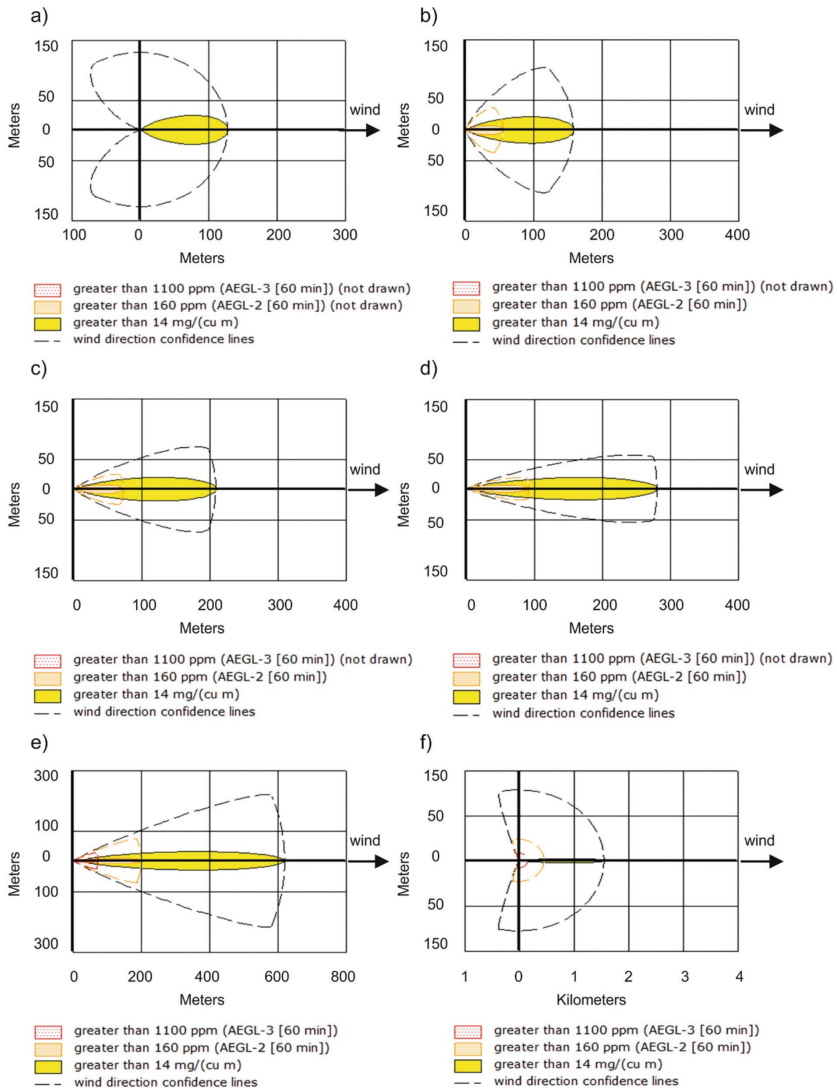 a)
150
50
0
50
150
Meters
wind
100 0 100 200 300
Meters
greater than 1100 ppm (AEGL-3 [60 min]) (not drawn)
greater than 160 ppm (AEGL-2 [60 min]) (not drawn)
greater than 14 mg/(cu m)
wind direction confidence lines
b)
150
50
0
50
150
Meters
wind
0 100 200 300 400
Meters
greater than 1100 ppm (AEGL-3 [60 min]) (not drawn)
greater than 160 ppm (AEGL-2 [60 min])
greater than 14 mg/(cu m)
wind direction confidence lines
c)
150
50
0
50
150
Meters
wind
0 100 200 300 400
Meters
greater than 1100 ppm (AEGL-3 [60 min]) (not drawn)
greater than 160 ppm (AEGL-2 [60 min])
greater than 14 mg/(cu m)
wind direction confidence lines
d)
150
50
0
50
150
Meters
wind
0 100 200 300 400
Meters
greater than 1100 ppm (AEGL-3 [60 min]) (not drawn)
greater than 160 ppm (AEGL-2 [60 min])
greater than 14 mg/(cu m)
wind direction confidence lines
e)
300
100
0
100
300
Meters
wind
0 200 400 600 800
Meters
greater than 1100 ppm (AEGL-3 [60 min])
greater than 160 ppm (AEGL-2 [60 min])
greater than 14 mg/(cu m)
wind direction confidence lines
f)
150
50
0
50
150
Meters
wind
1 0 1 2 3 4
Kilometers
greater than 1100 ppm (AEGL-3 [60 min])
greater than 160 ppm (AEGL-2 [60 min])
greater than 14 mg/(cu m)
wind direction confidence lines